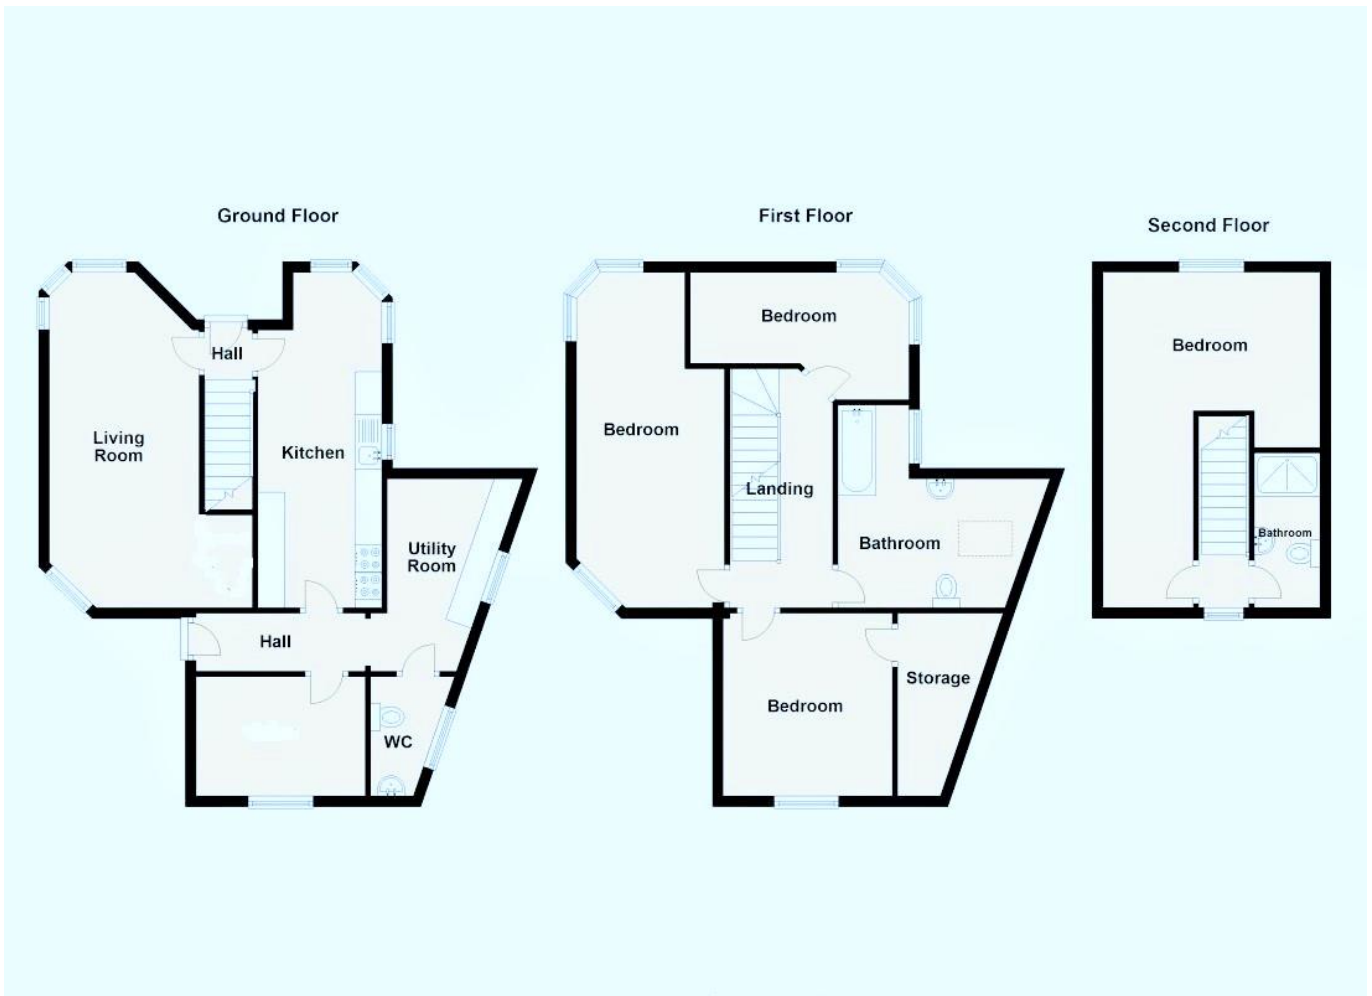 Ground Floor
First Floor
Second Floor
Hall
Living
Room
Kitchen
Utility
Room
Hall
WC
Bedroom
Bedroom
Landing
Bathroom
Bedroom
Storage
Bedroom
Bathroom